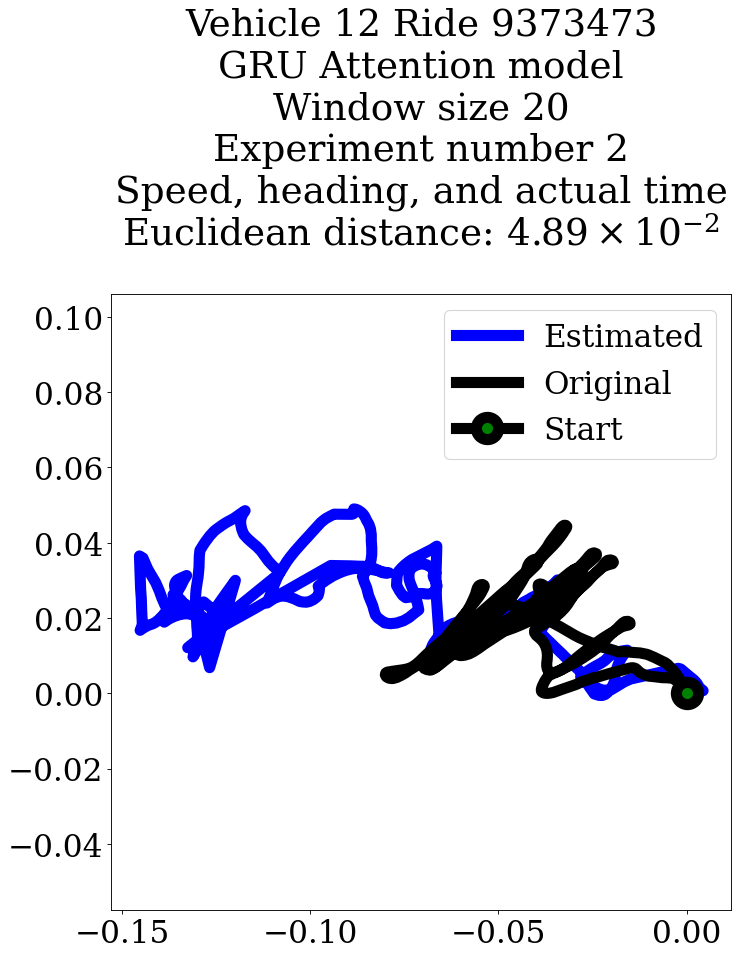 Vehicle 12 Ride 9373473
GRU Attention model
Window size 20
Experiment number 2
Speed, heading, and actual time
Euclidean distance: 4.89 × 10⁻²
Estimated
Original
Start
0.10
0.08
0.06
0.04
0.02
0.00
−0.02
−0.04
−0.15 −0.10 −0.05 0.00